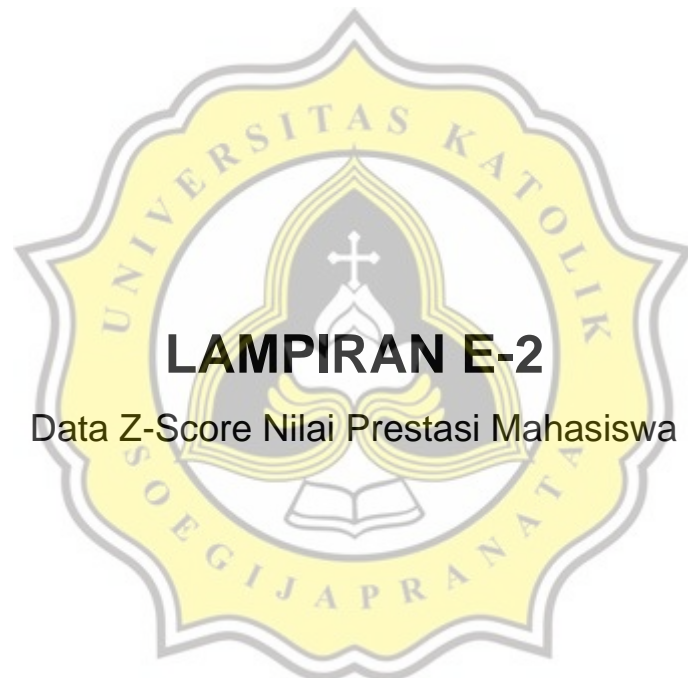 UNIVERSITAS KATOLIK
LAMPIRAN E-2
Data Z-Score Nilai Prestasi Mahasiswa
SOEGIJAPRANATA